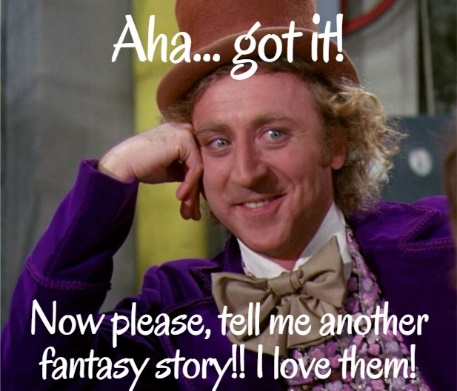 Aha... got it!
Now please, tell me another
fantasy story!! I love them!